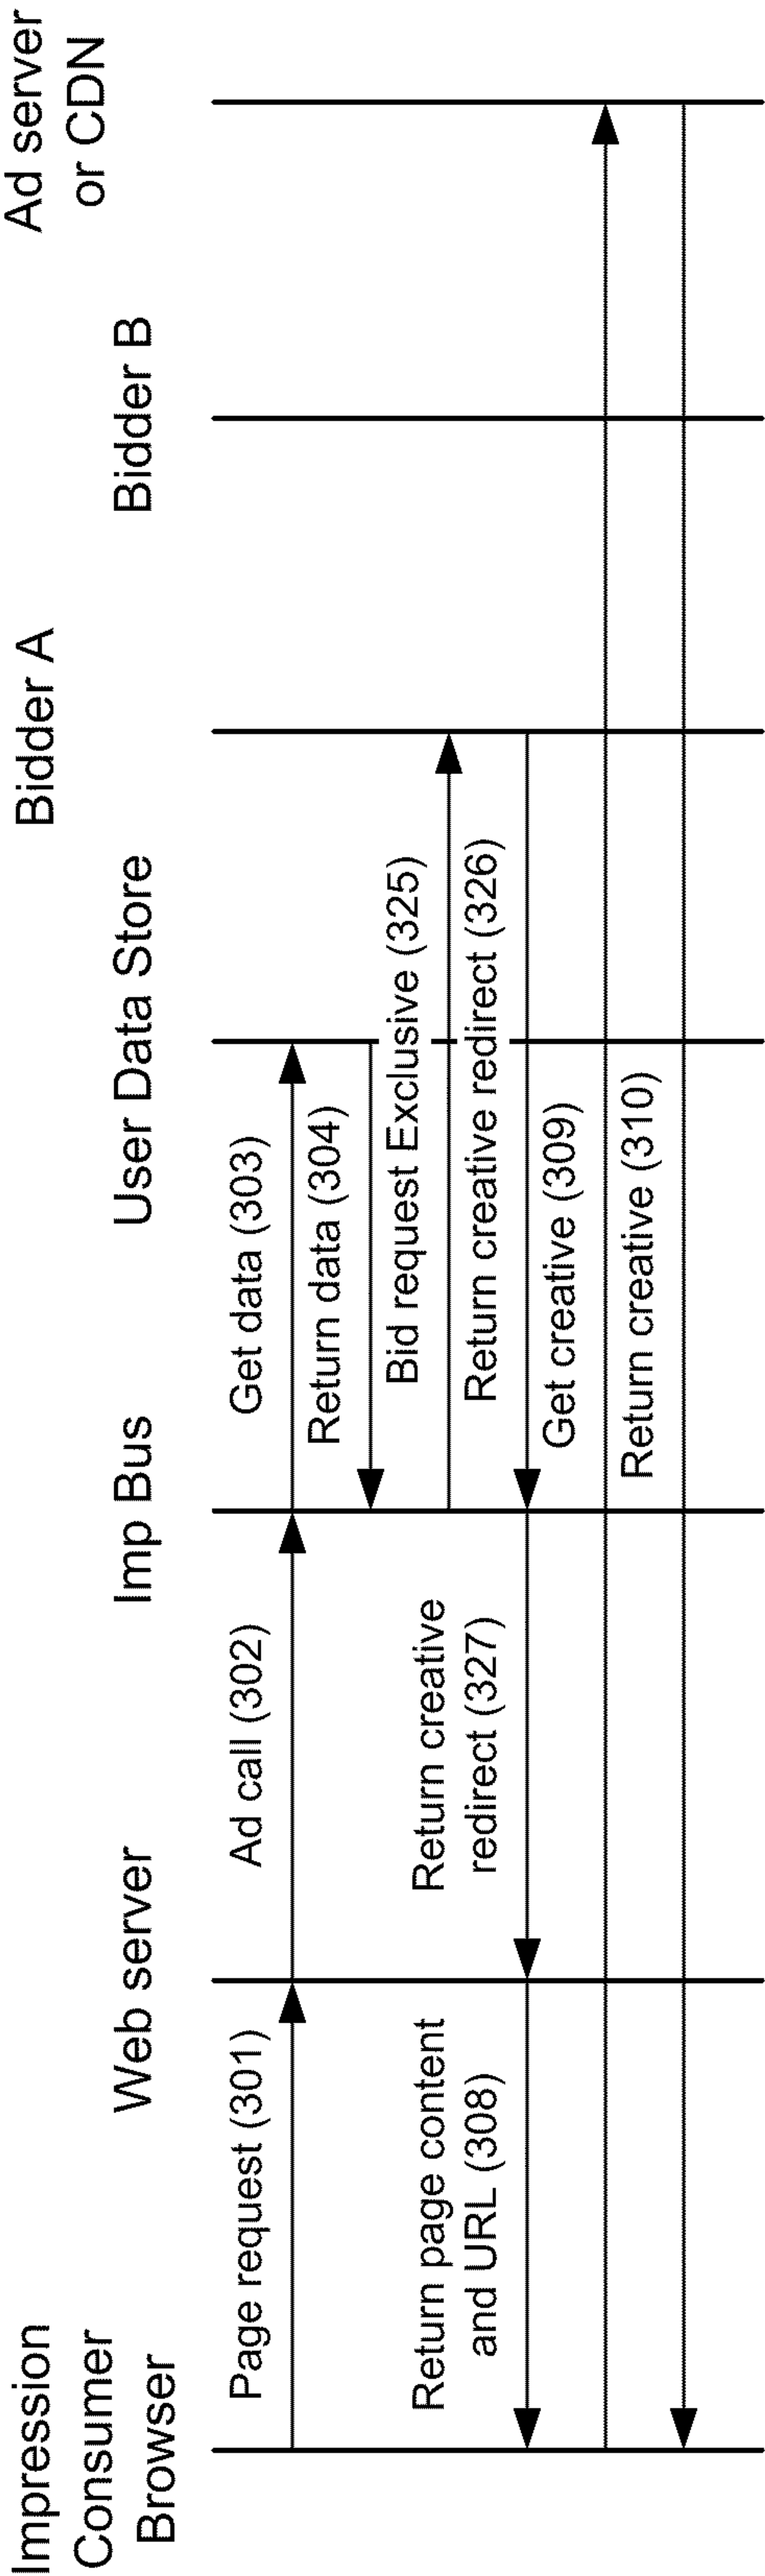 Impression
Consumer
Browser
Web server
Imp Bus
User Data Store
Bidder A
Bidder B
Ad server
or CDN
Page request (301)
Ad call (302)
Get data (303)
Return data (304)
Bid request Exclusive (325)
Return creative redirect (326)
Return creative
redirect (327)
Return page content
and URL (308)
Get creative (309)
Return creative (310)